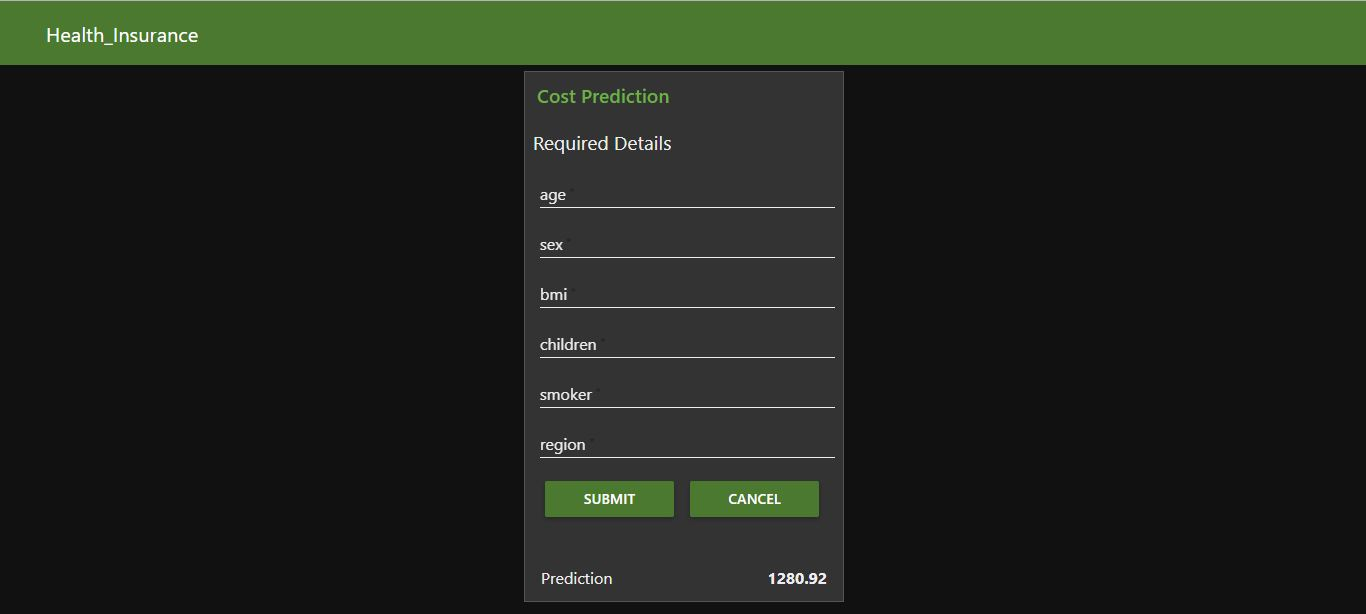 Health_Insurance
Cost Prediction
Required Details
age *
sex *
bmi *
children *
smoker *
region *
SUBMIT CANCEL
Prediction 1280.92